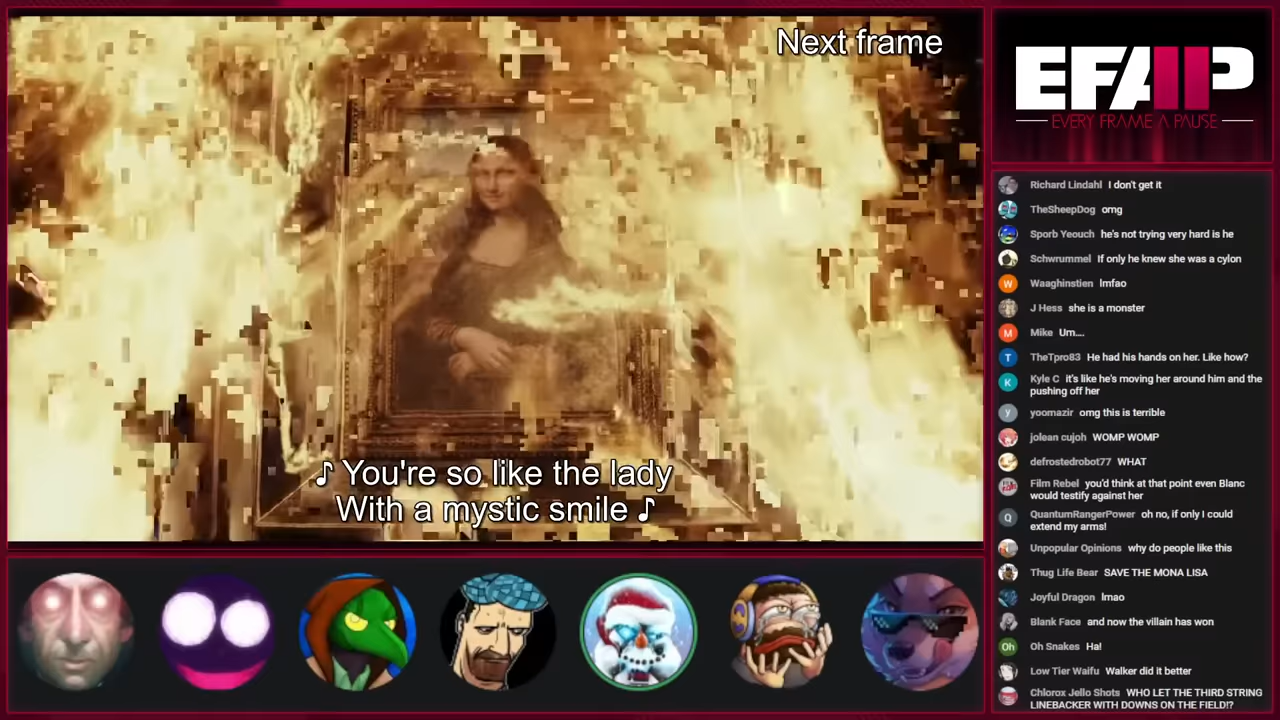 Next frame
♪ You're so like the lady
With a mystic smile ♪
EFAP
EVERY FRAME A PAUSE
Richard Lindahl I don't get it
TheSheepDog omg
Sporb Yeouch he's not trying very hard is he
Schwrummel If only he knew she was a cylon
W
Waaghinstien lmfao
J Hess she is a monster
M
Mike Um....
T
TheTpro83 He had his hands on her. Like how?
K
Kyle C it's like he's moving her around him and the
pushing off her
y
yoomazir omg this is terrible
jolean cujoh WOMP WOMP
defrostedrobot77 WHAT
Film Rebel you'd think at that point even Blanc
would testify against her
Q
QuantumRangerPower oh no, if only I could
extend my arms!
Unpopular Opinions why do people like this
Thug Life Bear SAVE THE MONA LISA
Joyful Dragon lmao
Blank Face and now the villain has won
Oh
Oh Snakes Ha!
Low Tier Waifu Walker did it better
Chlorox Jello Shots WHO LET THE THIRD STRING
LINEBACKER WITH DOWNS ON THE FIELD!?